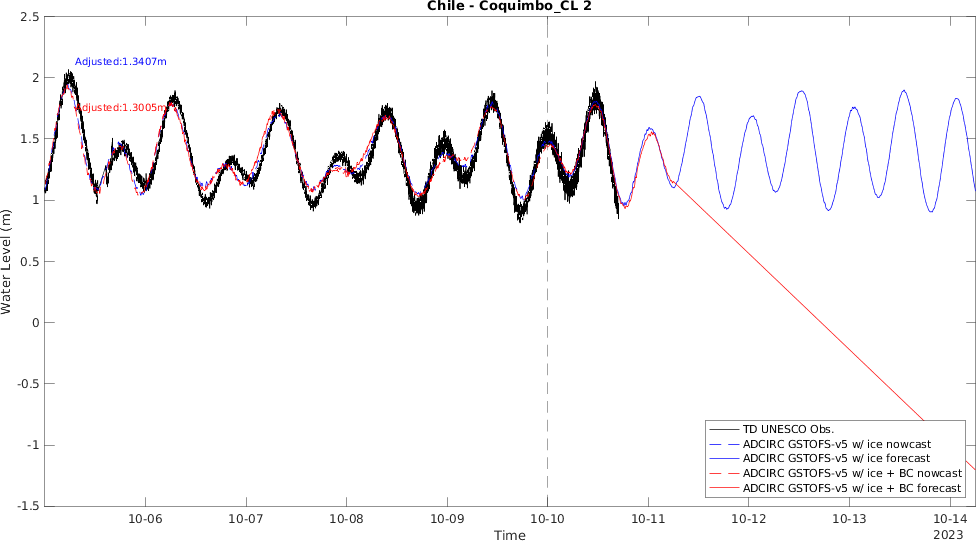 Chile - Coquimbo_CL 2
2.5
2
1.5
1
0.5
0
-0.5
-1
-1.5
Water Level (m)
Adjusted:1.3407m
Adjusted:1.3005m
TD UNESCO Obs.
ADCIRC GSTOFS-v5 w/ ice nowcast
ADCIRC GSTOFS-v5 w/ ice forecast
ADCIRC GSTOFS-v5 w/ ice + BC nowcast
ADCIRC GSTOFS-v5 w/ ice + BC forecast
10-06 10-07 10-08 10-09 10-10 10-11 10-12 10-13 10-14
Time
2023